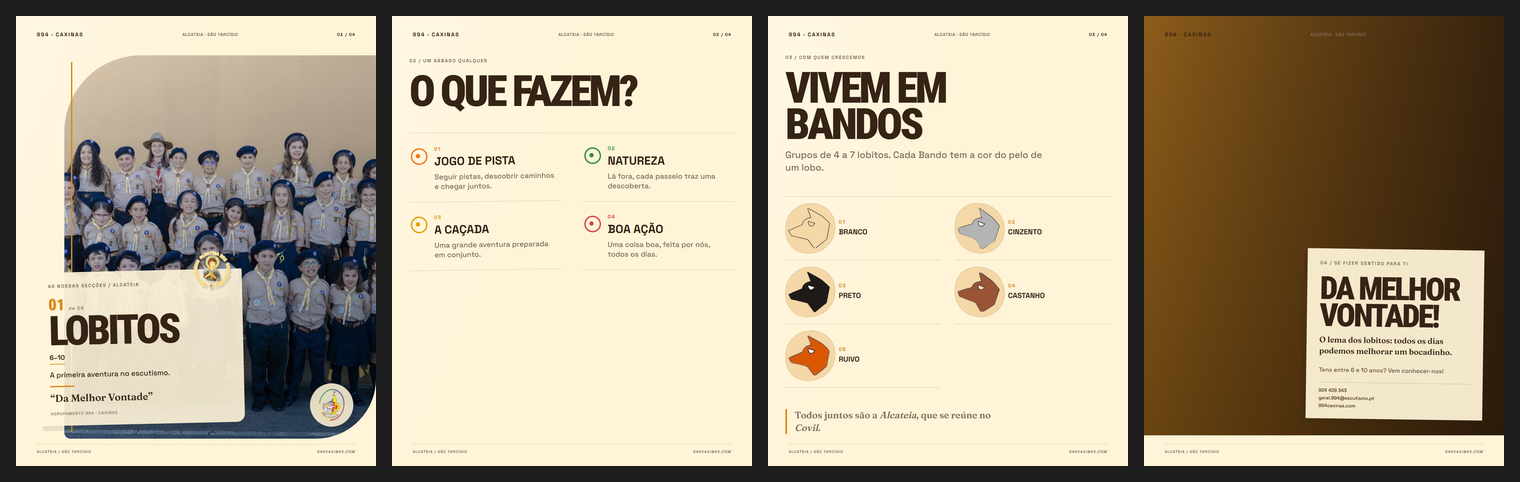 994 - CAXINAS
ALCATEIA · SÃO TARCÍSIO
01 / 04
AS NOSSAS SECÇÕES / ALCATEIA
01 de 04
LOBITOS
6–10
A primeira aventura no escutismo.
“Da Melhor Vontade”
AGRUPAMENTO 994 · CAXINAS
ALCATEIA / SÃO TARCÍSIO
994CAXINAS.COM
994 - CAXINAS
ALCATEIA · SÃO TARCÍSIO
02 / 04
02 / UM SÁBADO QUALQUER
O QUE FAZEM?
01
JOGO DE PISTA
Seguir pistas, descobrir caminhos
e chegar juntos.
02
NATUREZA
Lá fora, cada passeio traz uma
descoberta.
03
A CAÇADA
Uma grande aventura preparada
em conjunto.
04
BOA AÇÃO
Uma coisa boa, feita por nós,
todos os dias.
ALCATEIA / SÃO TARCÍSIO
994CAXINAS.COM
994 - CAXINAS
ALCATEIA · SÃO TARCÍSIO
03 / 04
03 / COM QUEM CRESCEMOS
VIVEM EM
BANDOS
Grupos de 4 a 7 lobitos. Cada Bando tem a cor do pelo de
um lobo.
01
BRANCO
02
CINZENTO
03
PRETO
04
CASTANHO
05
RUIVO
Todos juntos são a Alcateia, que se reúne no
Covil.
ALCATEIA / SÃO TARCÍSIO
994CAXINAS.COM
994 - CAXINAS
ALCATEIA · SÃO TARCÍSIO
04 / SE FIZER SENTIDO PARA TI
DA MELHOR
VONTADE!
O lema dos lobitos: todos os dias
podemos melhorar um bocadinho.
Tens entre 6 e 10 anos? Vem conhecer-nos!
924 428 363
geral.994@escutismo.pt
994caxinas.com
ALCATEIA / SÃO TARCÍSIO
994CAXINAS.COM